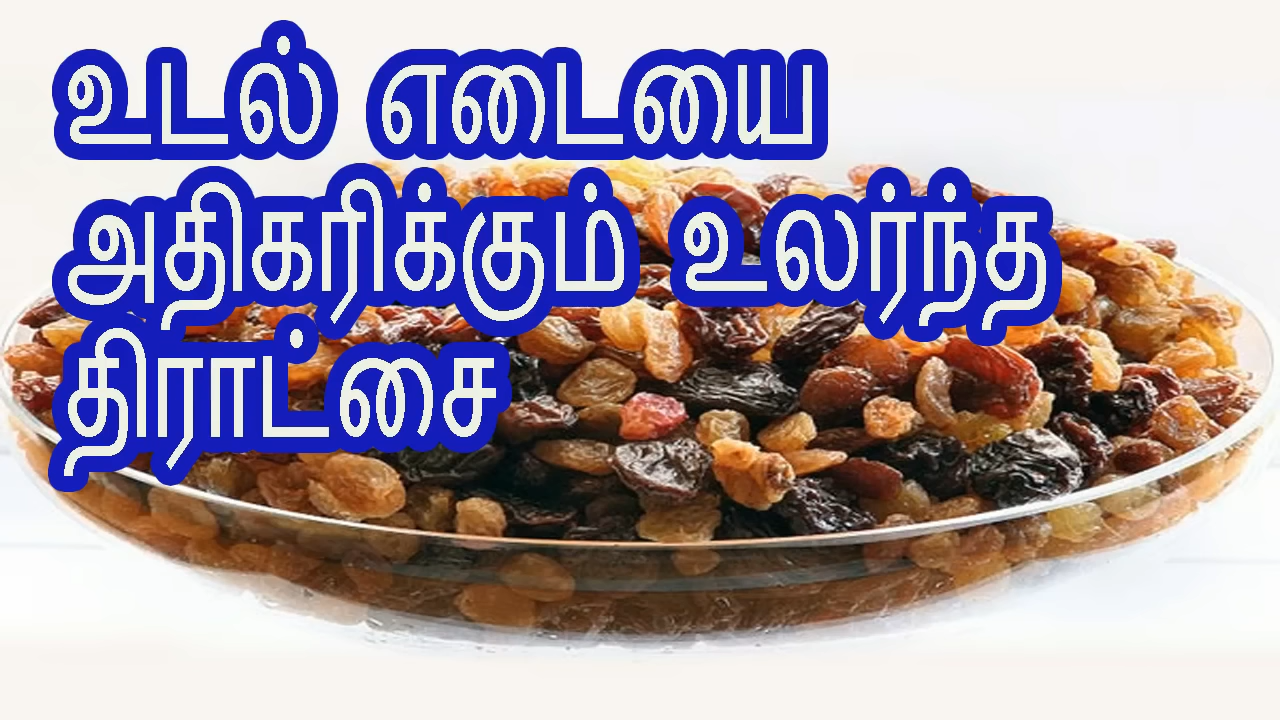 உடல் எடையை
அதிகரிக்கும் உலர்ந்த
திராட்சை